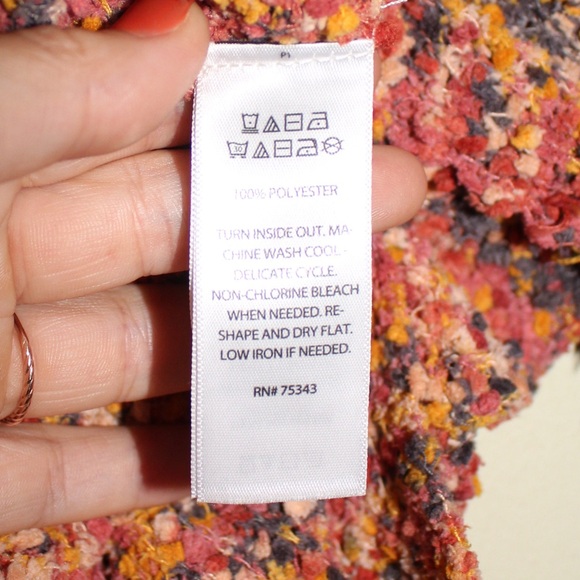 30
100% POLYESTER
TURN INSIDE OUT. MA-
CHINE WASH COOL -
DELICATE CYCLE.
NON-CHLORINE BLEACH
WHEN NEEDED. RE-
SHAPE AND DRY FLAT.
LOW IRON IF NEEDED.
RN# 75343